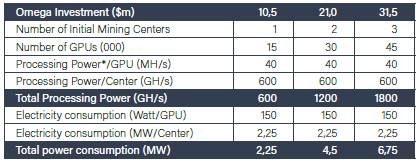 Omega Investment ($m) 10,5 21,0 31,5
Number of Initial Mining Centers 1 2 3
Number of GPUs (000) 15 30 45
Processing Power*/GPU (MH/s) 40 40 40
Processing Power/Center (GH/s) 600 600 600
Total Processing Power (GH/s) 600 1200 1800
Electricity consumption (Watt/GPU) 150 150 150
Electricity consumption (MW/Center) 2,25 2,25 2,25
Total power consumption (MW) 2,25 4,5 6,75